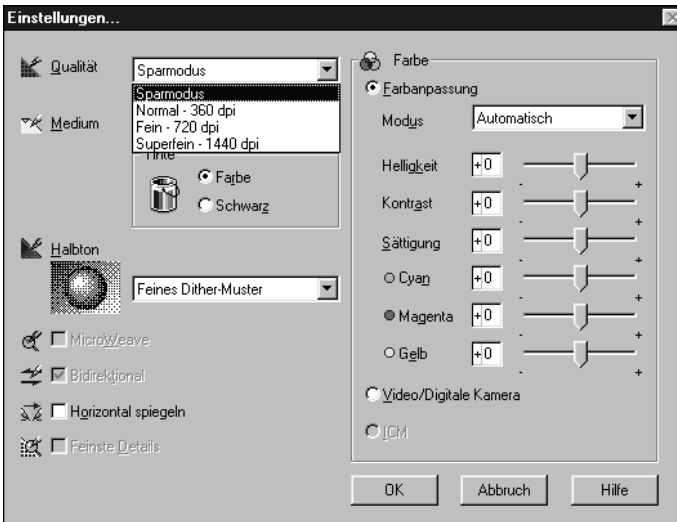 Einstellungen...
Qualität
Sparmodus
Sparmodus
Normal - 360 dpi
Fein - 720 dpi
Superfein - 1440 dpi
Medium
Tinte
Farbe
Schwarz
Halbton
Feines Dither-Muster
MicroWeave
Bidirektional
Horizontal spiegeln
Feinste Details
Farbe
Farbanpassung
Modus
Automatisch
Helligkeit
+0
- +
Kontrast
+0
- +
Sättigung
+0
- +
Cyan
+0
- +
Magenta
+0
- +
Gelb
+0
- +
Video/Digitale Kamera
ICM
OK
Abbruch
Hilfe